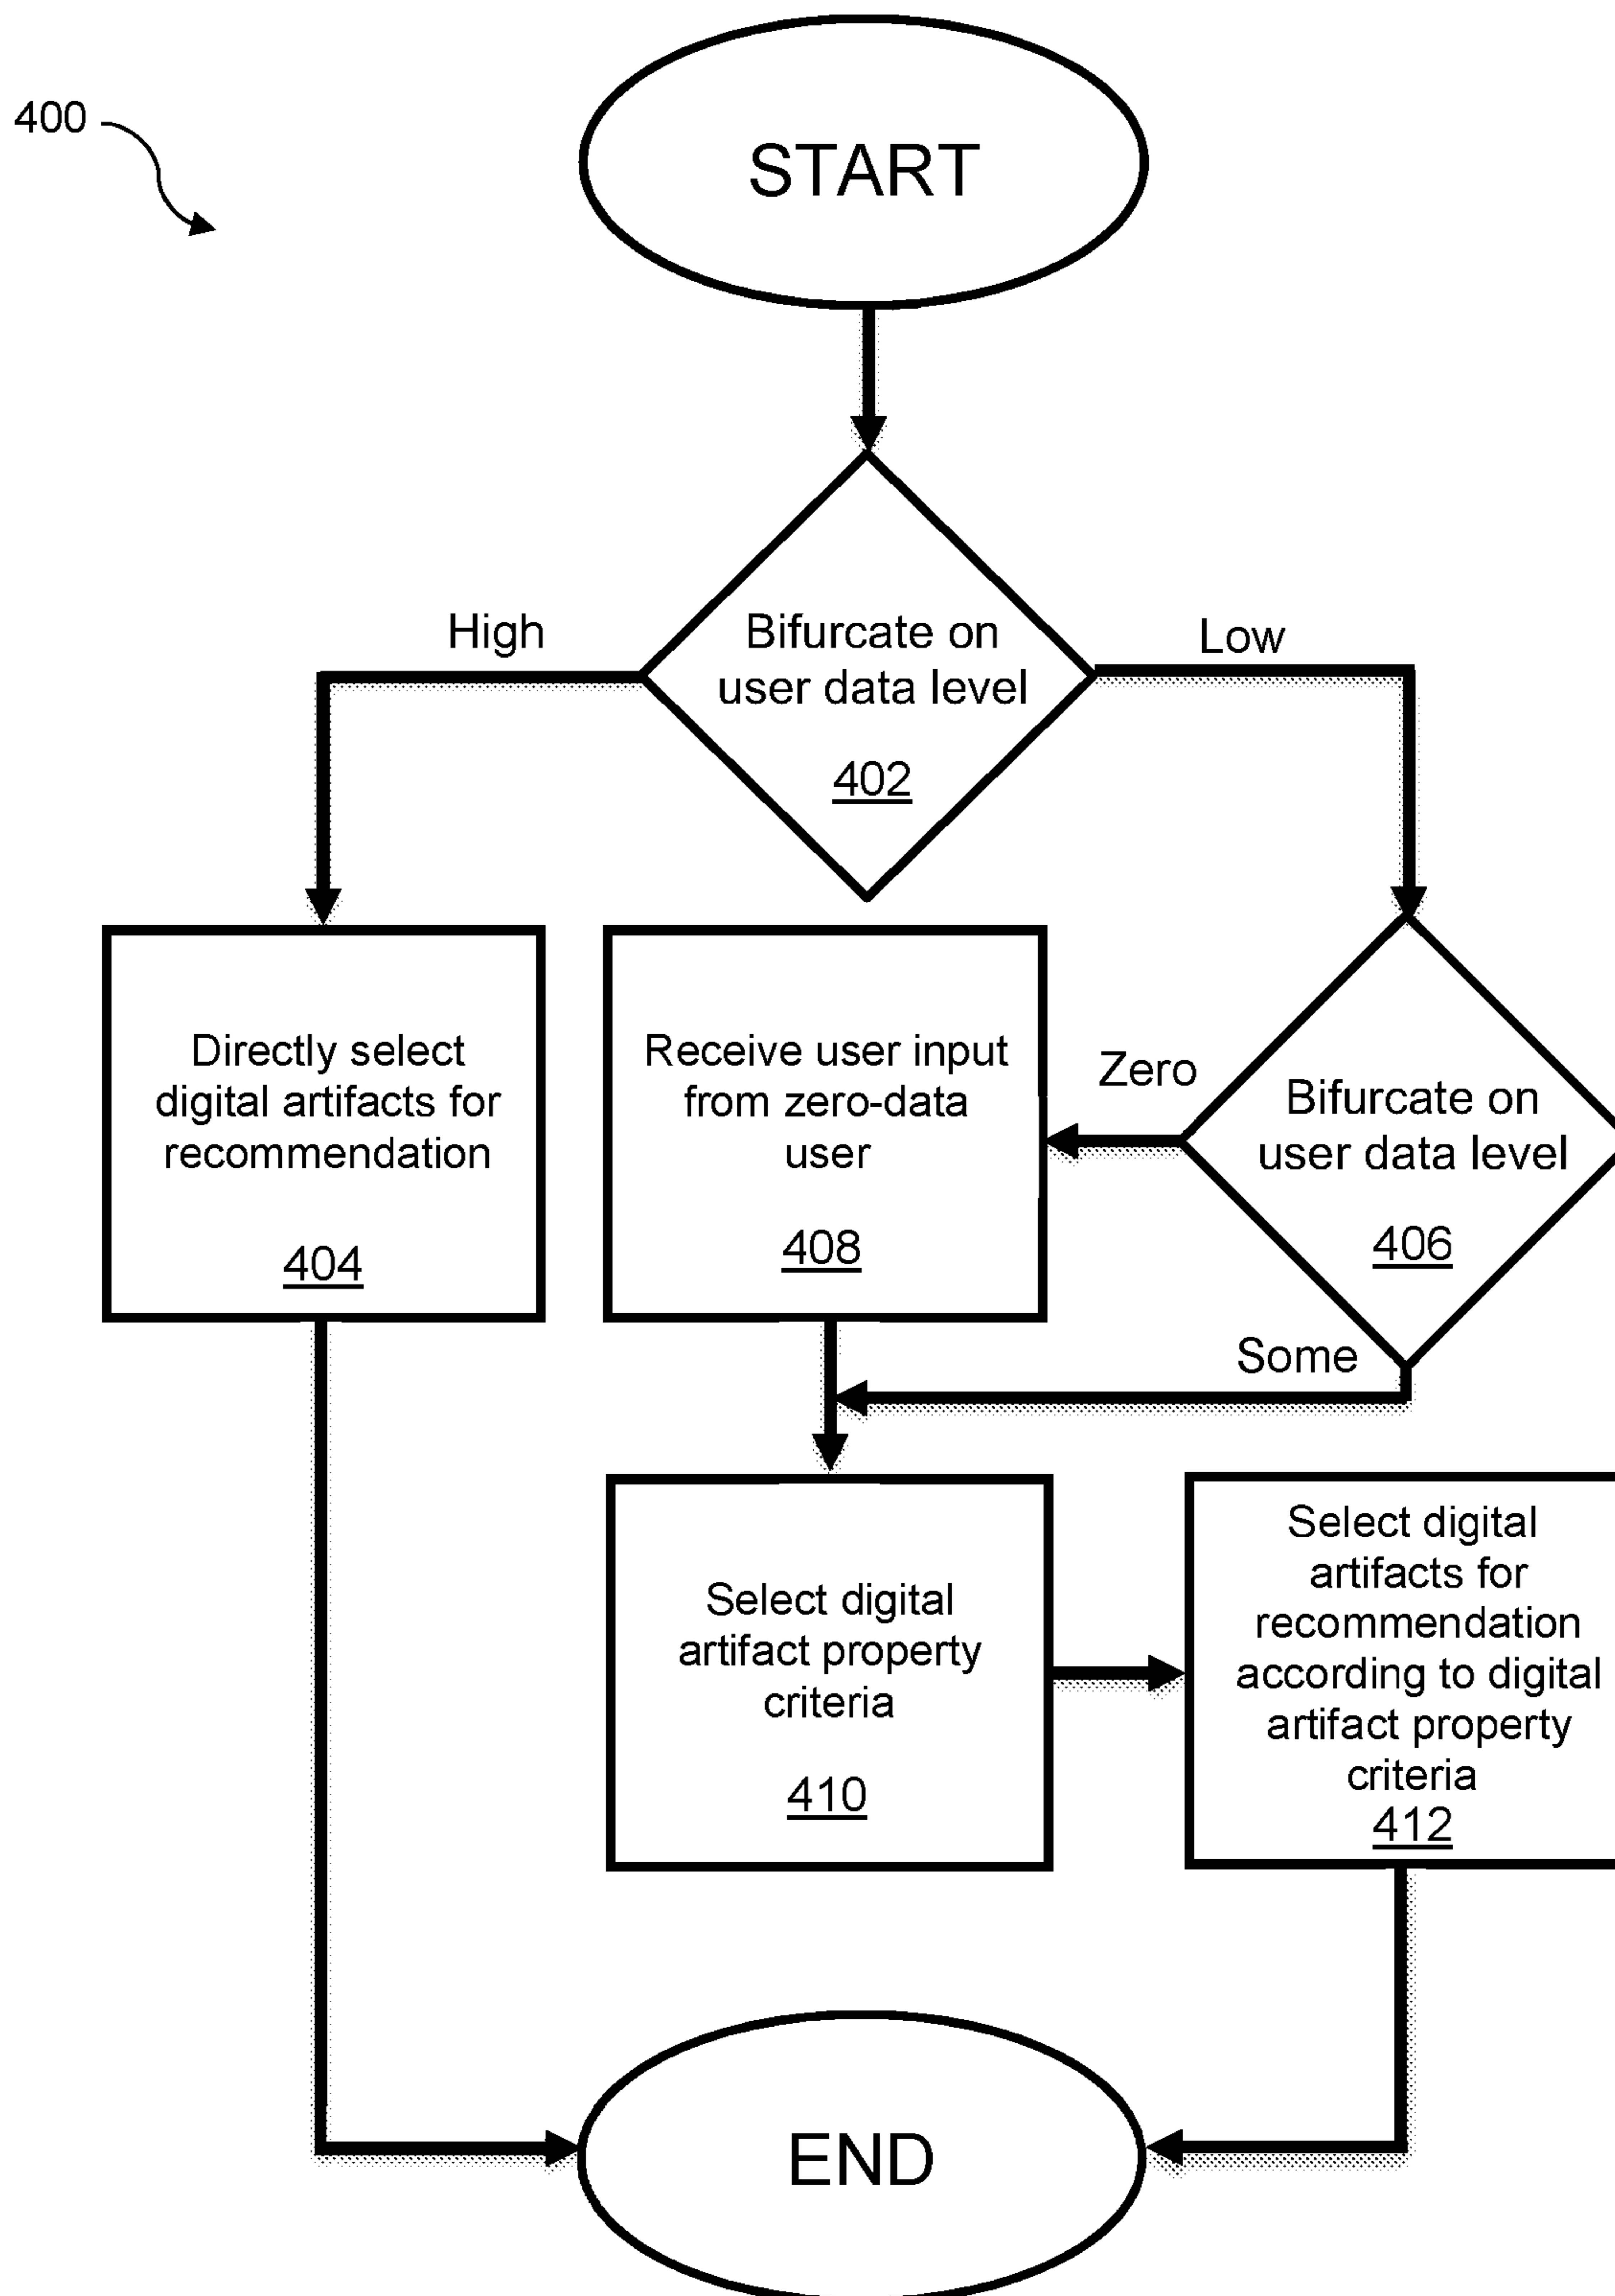 400
START
High
Bifurcate on
user data level
402
Low
Directly select
digital artifacts for
recommendation
404
Receive user input
from zero-data
user
408
Zero
Bifurcate on
user data level
406
Some
Select digital
artifact property
criteria
410
Select digital
artifacts for
recommendation
according to digital
artifact property
criteria
412
END